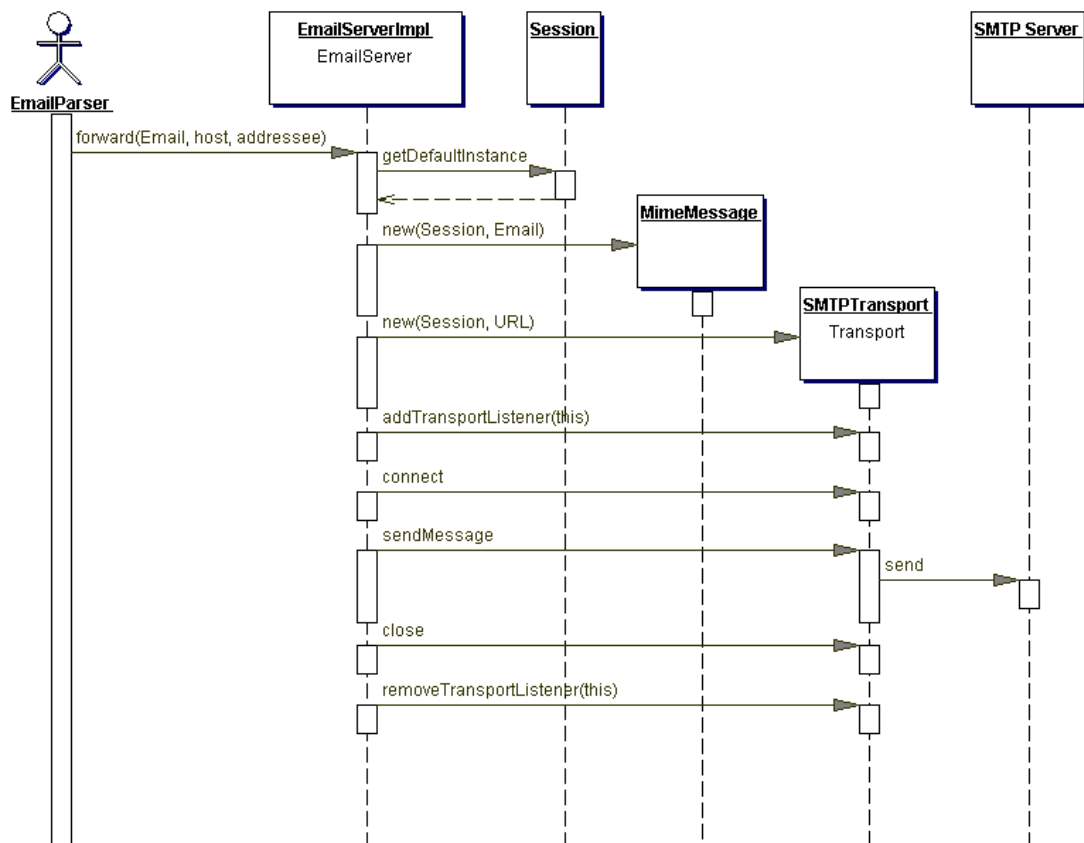 EmailServerImpl
EmailServer
Session
SMTP Server
EmailParser
forward(Email, host, addressee)
getDefaultInstance
MimeMessage
new(Session, Email)
SMTPTransport
Transport
new(Session, URL)
addTransportListener(this)
connect
sendMessage
send
close
removeTransportListener(this)